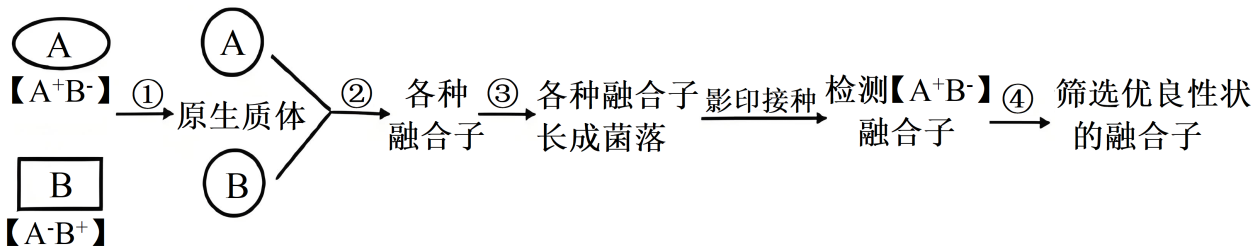 A
【A⁺B⁻】
B
【A⁻B⁺】
①
A
原生质体
B
②
各种
融合子
③
各种融合子
长成菌落
影印接种
检测【A⁺B⁻】
融合子
④
筛选优良性状
的融合子